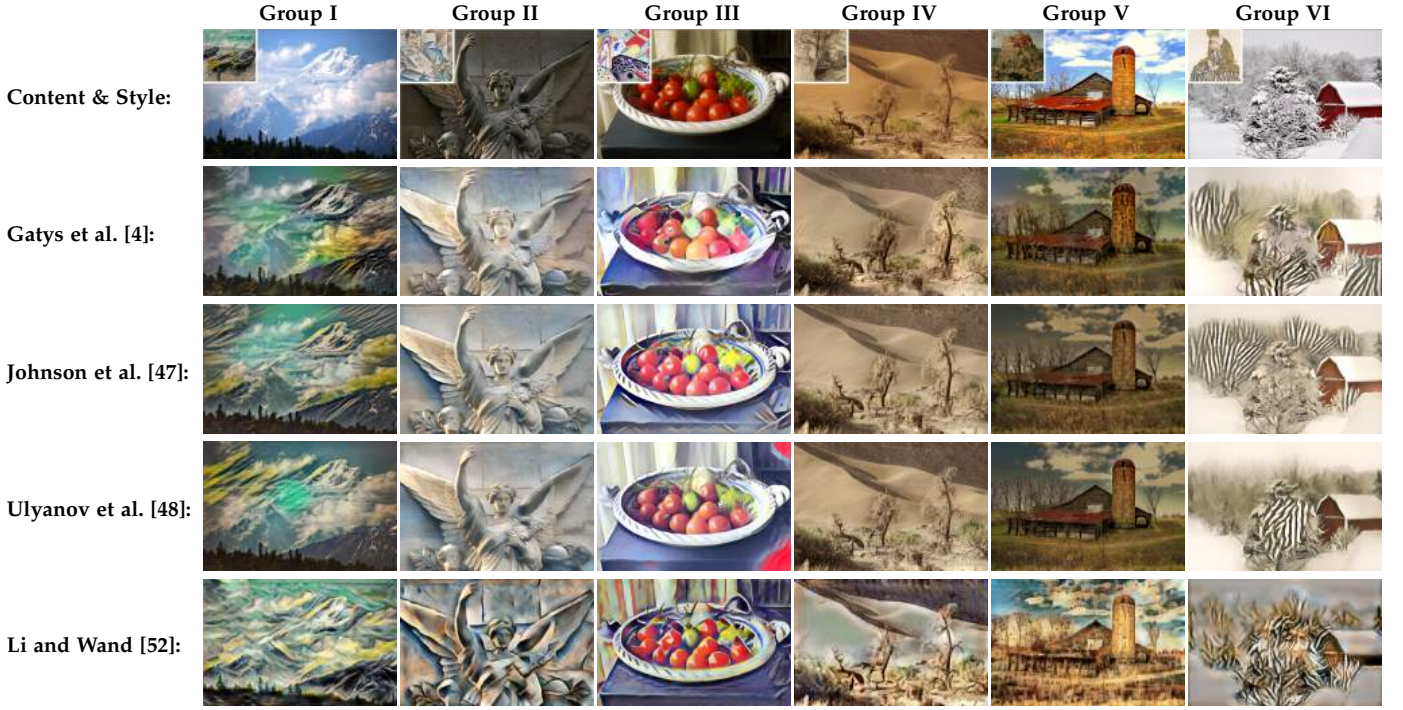 Group I Group II Group III Group IV Group V Group VI
Content & Style:
Gatys et al. [4]:
Johnson et al. [47]:
Ulyanov et al. [48]:
Li and Wand [52]: